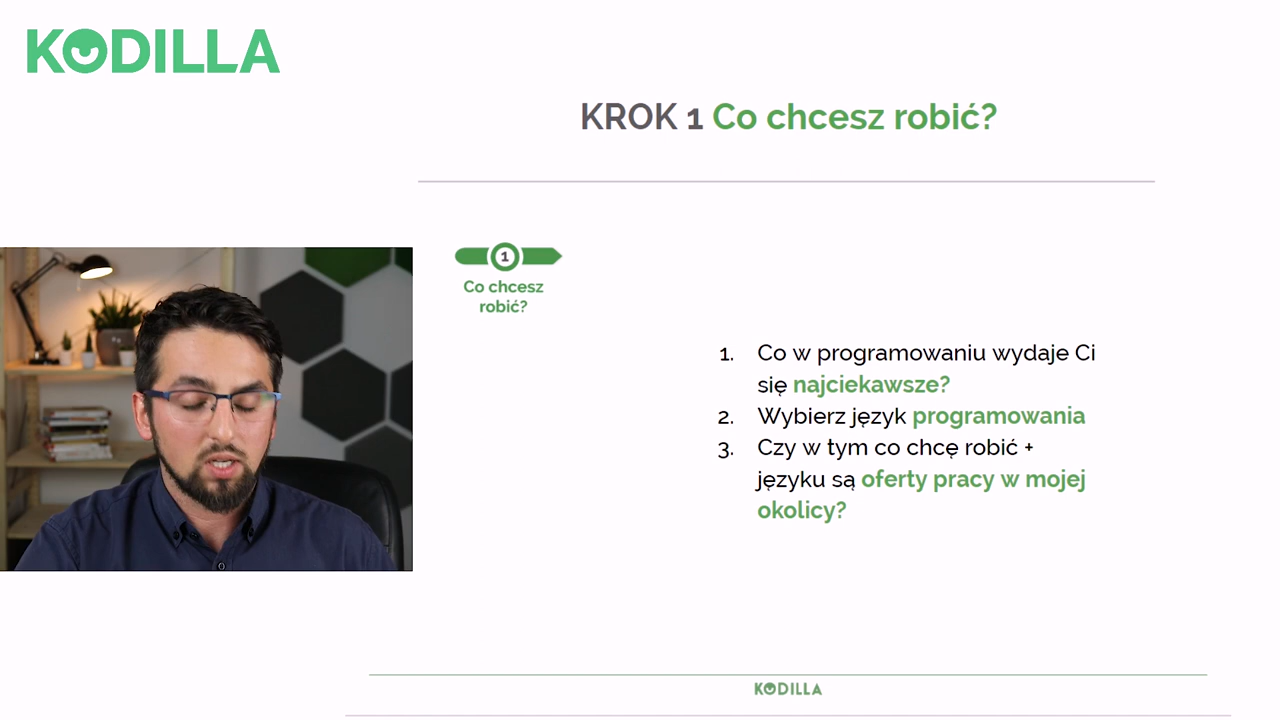 KODILLA
KROK 1 Co chcesz robić?
1
Co chcesz
robić?
1. Co w programowaniu wydaje Ci
się najciekawsze?
2. Wybierz język programowania
3. Czy w tym co chcę robić +
języku są oferty pracy w mojej
okolicy?
KODILLA